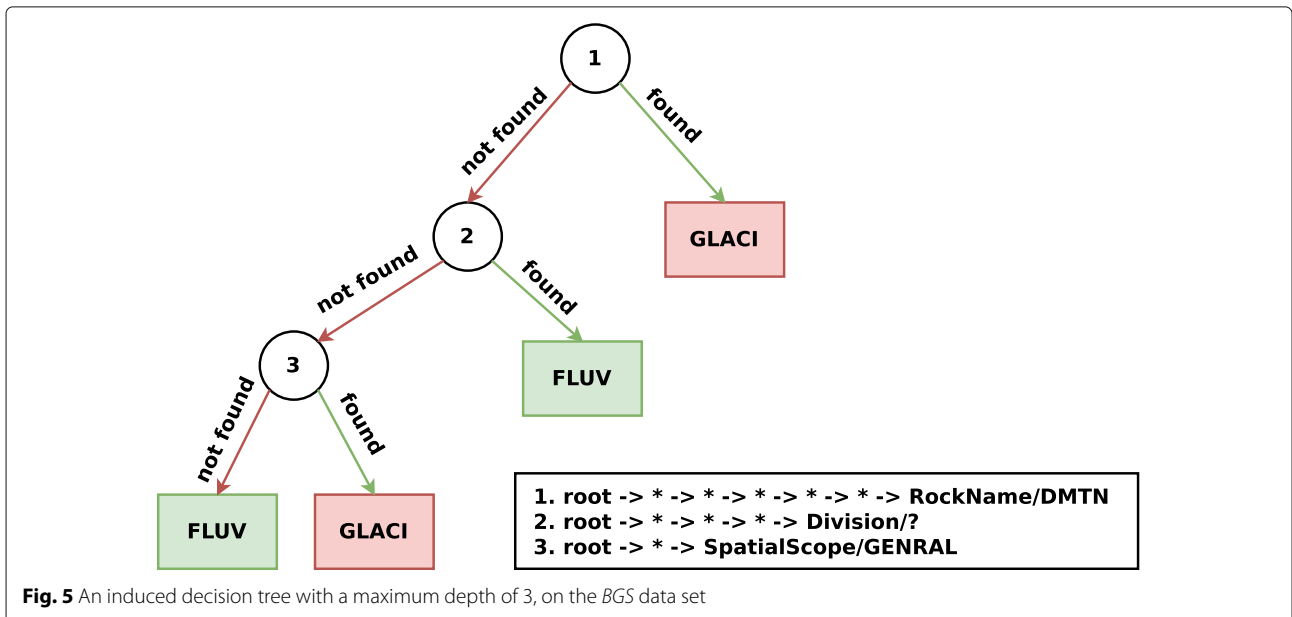 1
not found
found
2
GLACI
not found
found
3
FLUV
not found
found
FLUV
GLACI
1. root -> * -> * -> * -> * -> * -> RockName/DMTN
2. root -> * -> * -> * -> Division/?
3. root -> * -> SpatialScope/GENRAL
Fig. 5 An induced decision tree with a maximum depth of 3, on the BGS data set